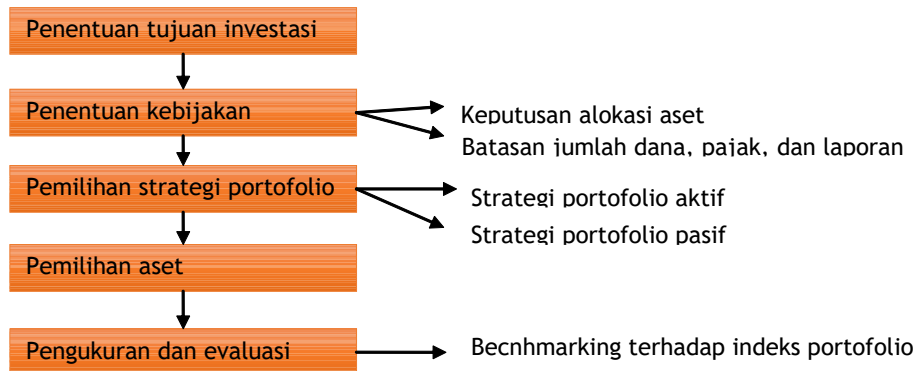 Penentuan tujuan investasi
Penentuan kebijakan
Keputusan alokasi aset
Batasan jumlah dana, pajak, dan laporan
Pemilihan strategi portofolio
Strategi portofolio aktif
Strategi portofolio pasif
Pemilihan aset
Pengukuran dan evaluasi
Becnhmarking terhadap indeks portofolio